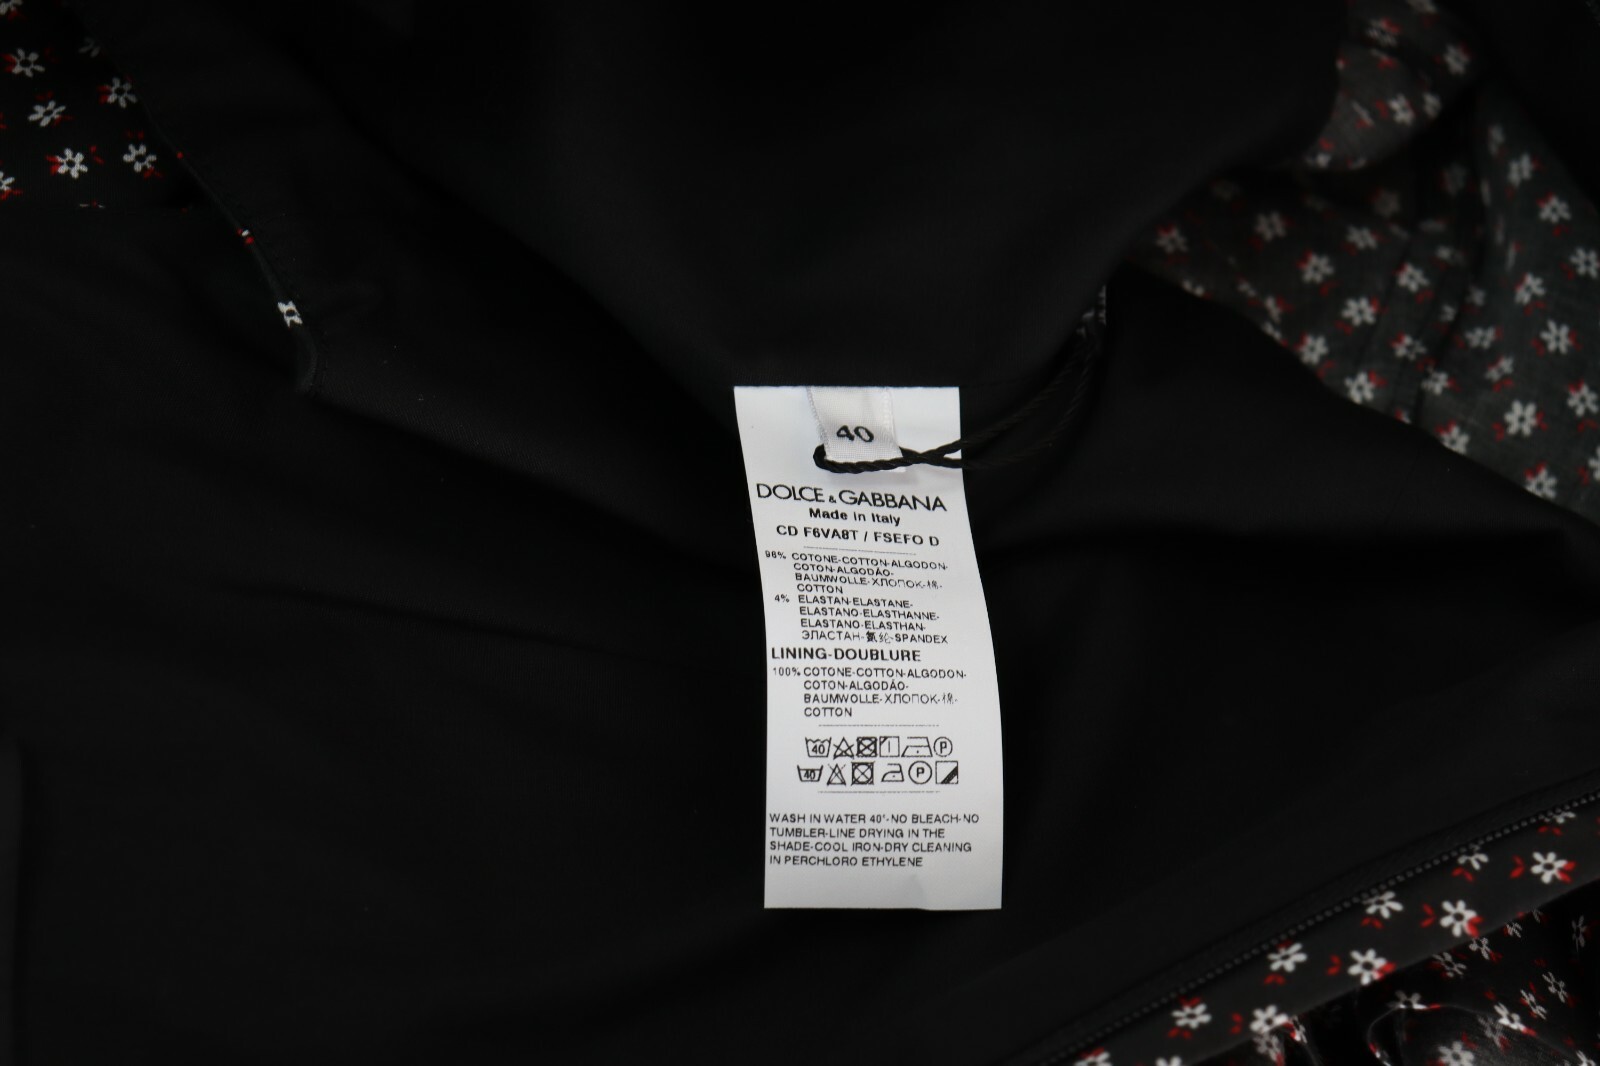 40
DOLCE & GABBANA
Made in Italy
CD F6VA8T / FSEFO D
96% COTONE-COTTON-ALGODON-
COTON-ALGODÃO-
BAUMWOLLE-ХЛОПОК-棉-
COTTON
4% ELASTAN-ELASTANE-
ELASTANO-ELASTHANNE-
ELASTANO-ELASTHAN-
ЭЛАСТАН-氨纶-SPANDEX
LINING-DOUBLURE
100% COTONE-COTTON-ALGODON-
COTON-ALGODÃO-
BAUMWOLLE-ХЛОПОК-棉-
COTTON
40 P
40 P
WASH IN WATER 40°-NO BLEACH-NO
TUMBLER-LINE DRYING IN THE
SHADE-COOL IRON-DRY CLEANING
IN PERCHLORO ETHYLENE